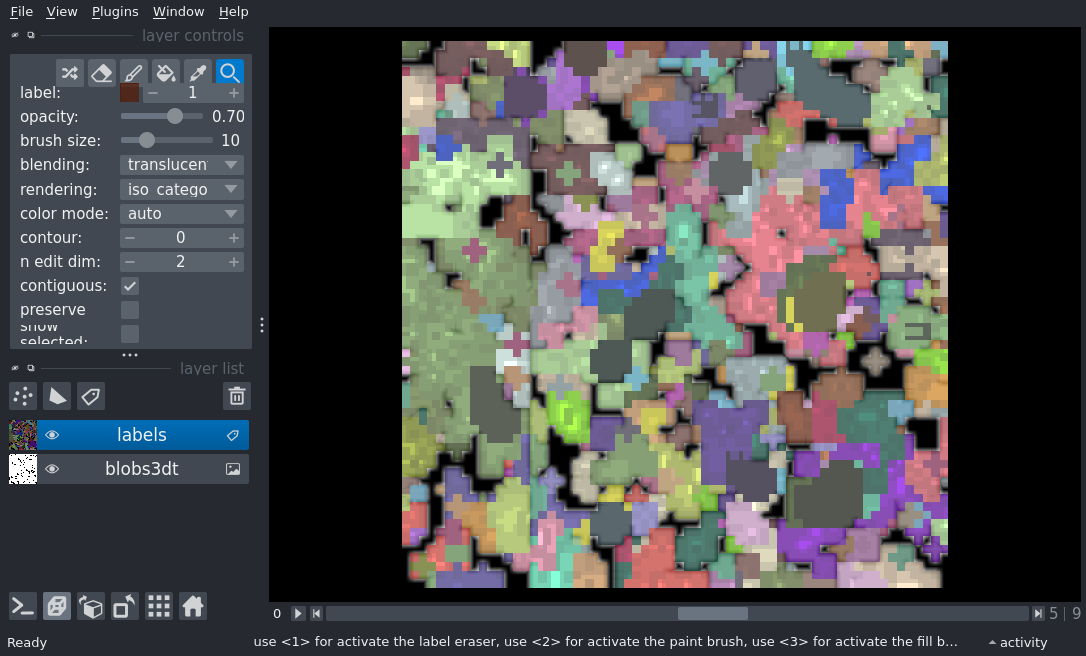 File View Plugins Window Help
layer controls
label: 1
opacity: 0.70
brush size: 10
blending: translucen
rendering: iso_catego
color mode: auto
contour: 0
n edit dim: 2
contiguous:
preserve
show
selected:
layer list
labels
blobs3dt
0 5 | 9
Ready use <1> for activate the label eraser, use <2> for activate the paint brush, use <3> for activate the fill b... activity